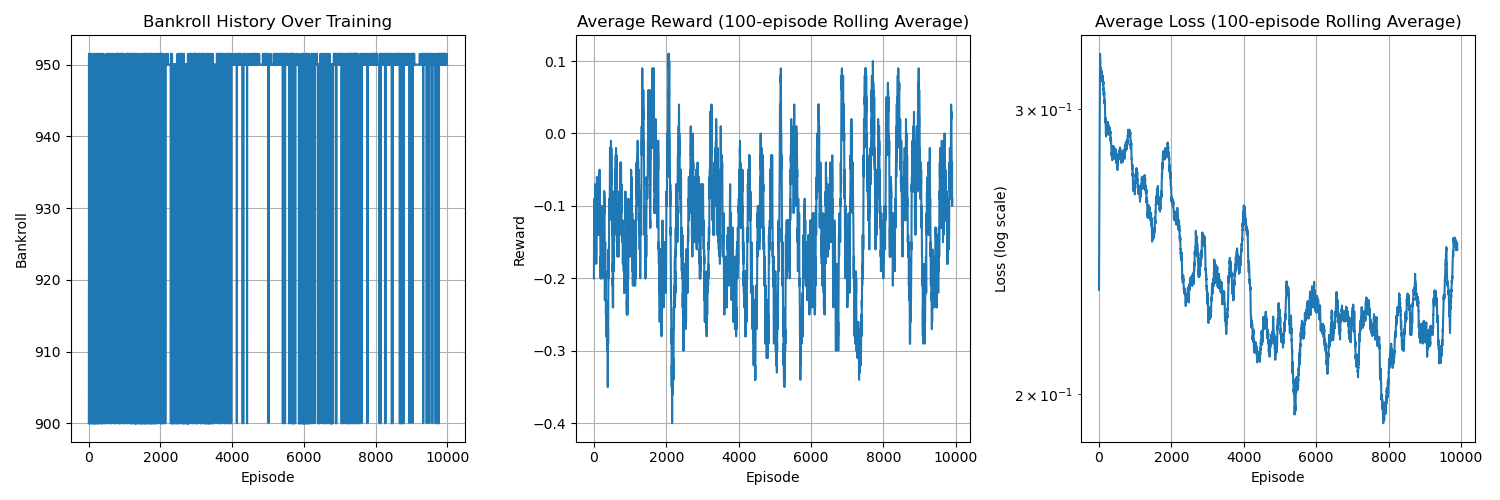 Bankroll History Over Training
950
940
930
920
910
900
Bankroll
0 2000 4000 6000 8000 10000
Episode
Average Reward (100-episode Rolling Average)
0.1
0.0
−0.1
−0.2
−0.3
−0.4
Reward
0 2000 4000 6000 8000 10000
Episode
Average Loss (100-episode Rolling Average)
3 × 10⁻¹
2 × 10⁻¹
Loss (log scale)
0 2000 4000 6000 8000 10000
Episode